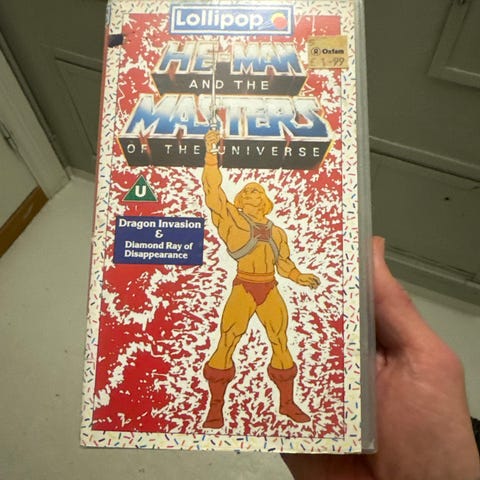 Lollipop
Oxfam
£ 1.99
HE-MAN
AND THE
MASTERS
OF THE UNIVERSE
U
Dragon Invasion
&
Diamond Ray of
Disappearance